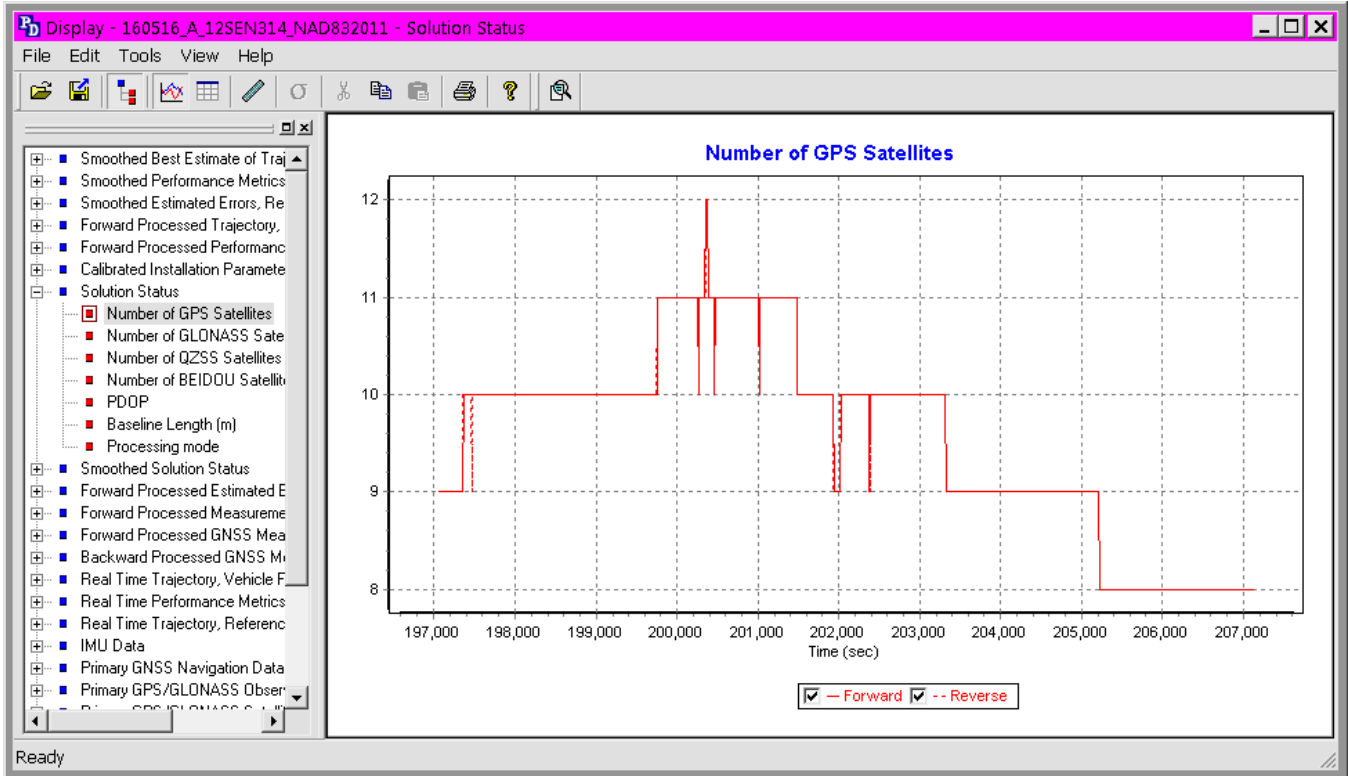 Display - 160516_A_12SEN314_NAD832011 - Solution Status
File Edit Tools View Help
Smoothed Best Estimate of Traj
Smoothed Performance Metrics
Smoothed Estimated Errors, Re
Forward Processed Trajectory,
Forward Processed Performanc
Calibrated Installation Paramete
Solution Status
Number of GPS Satellites
Number of GLONASS Sate
Number of QZSS Satellites
Number of BEIDOU Satellit
PDOP
Baseline Length (m)
Processing mode
Smoothed Solution Status
Forward Processed Estimated E
Forward Processed Measureme
Forward Processed GNSS Mea
Backward Processed GNSS M
Real Time Trajectory, Vehicle F
Real Time Performance Metrics
Real Time Trajectory, Referenc
IMU Data
Primary GNSS Navigation Data
Primary GPS/GLONASS Observ
Number of GPS Satellites
12
11
10
9
8
197,000 198,000 199,000 200,000 201,000 202,000 203,000 204,000 205,000 206,000 207,000
Time (sec)
— Forward -- Reverse
Ready